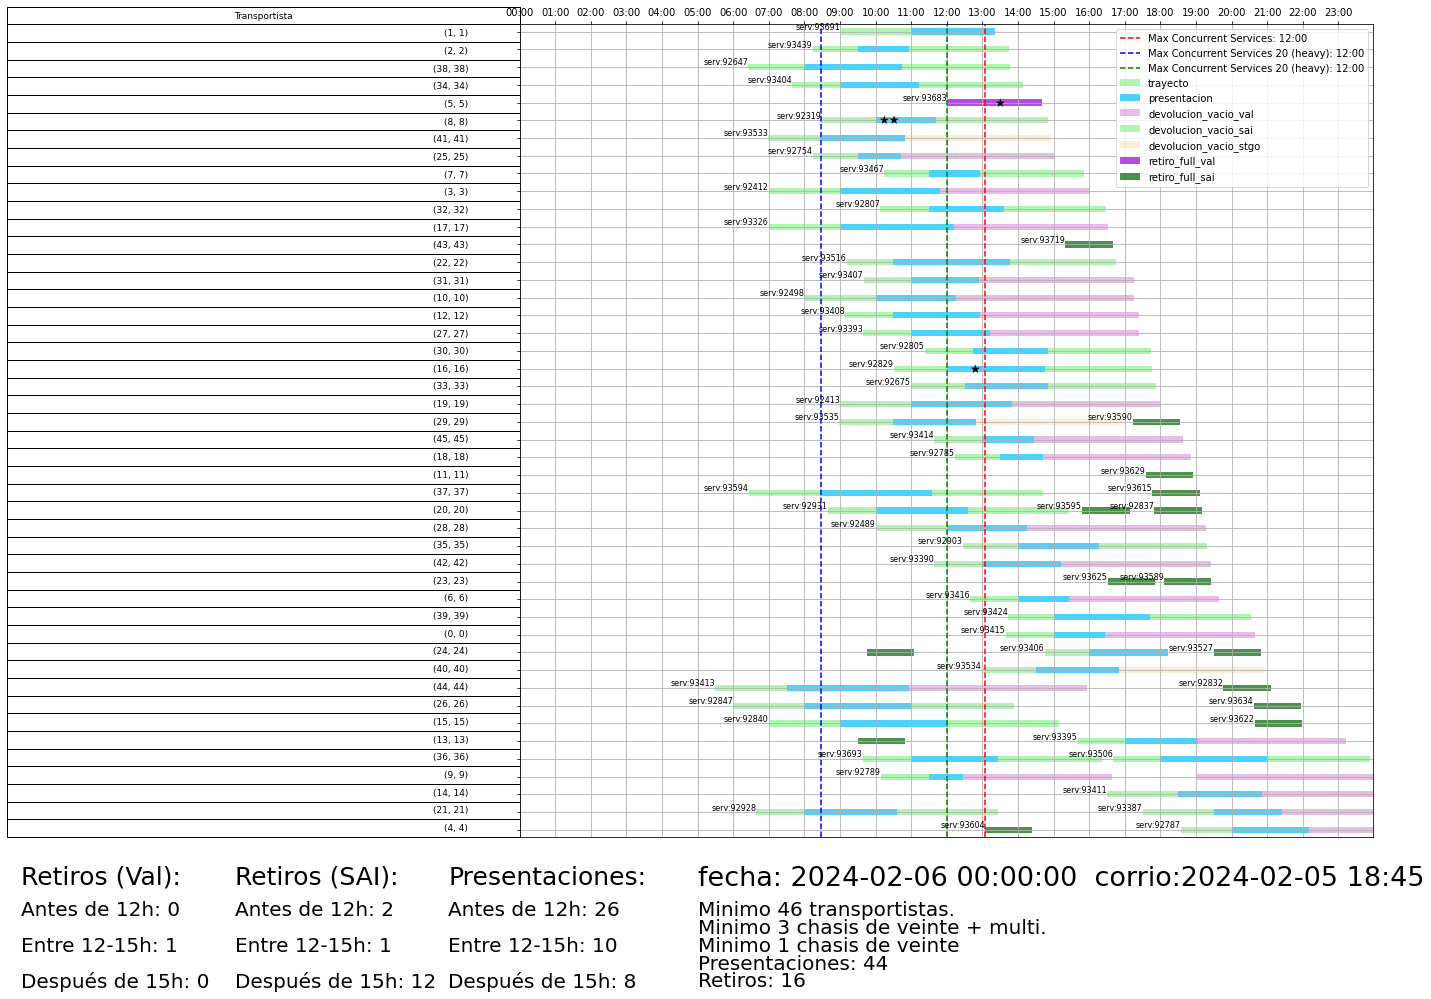 Transportista
00:00 01:00 02:00 03:00 04:00 05:00 06:00 07:00 08:00 09:00 10:00 11:00 12:00 13:00 14:00 15:00 16:00 17:00 18:00 19:00 20:00 21:00 22:00 23:00
(1, 1) serv:93691
(2, 2) serv:93439
(38, 38) serv:92647
(34, 34) serv:93404
(5, 5) serv:93683
(8, 8) serv:92319
(41, 41) serv:93533
(25, 25) serv:92754
(7, 7) serv:93467
(3, 3) serv:92412
(32, 32) serv:92807
(17, 17) serv:93326
(43, 43) serv:93719
(22, 22) serv:93516
(31, 31) serv:93407
(10, 10) serv:92498
(12, 12) serv:93408
(27, 27) serv:93393
(30, 30) serv:92805
(16, 16) serv:92829
(33, 33) serv:92675
(19, 19) serv:92413
(29, 29) serv:93535 serv:93590
(45, 45) serv:93414
(18, 18) serv:92785
(11, 11) serv:93629
(37, 37) serv:93594 serv:93615
(20, 20) serv:92931 serv:93595 serv:92837
(28, 28) serv:92489
(35, 35) serv:92903
(42, 42) serv:93390
(23, 23) serv:93625 serv:93589
(6, 6) serv:93416
(39, 39) serv:93424
(0, 0) serv:93415
(24, 24) serv:93406 serv:93527
(40, 40) serv:93534
(44, 44) serv:93413 serv:92832
(26, 26) serv:92847 serv:93634
(15, 15) serv:92840 serv:93622
(13, 13) serv:93395
(36, 36) serv:93693 serv:93506
(9, 9) serv:92789
(14, 14) serv:93411
(21, 21) serv:92928 serv:93387
(4, 4) serv:93604 serv:92787
Max Concurrent Services: 12:00
Max Concurrent Services 20 (heavy): 12:00
Max Concurrent Services 20 (heavy): 12:00
trayecto
presentacion
devolucion_vacio_val
devolucion_vacio_sai
devolucion_vacio_stgo
retiro_full_val
retiro_full_sai
Retiros (Val):
Antes de 12h: 0
Entre 12-15h: 1
Después de 15h: 0
Retiros (SAI):
Antes de 12h: 2
Entre 12-15h: 1
Después de 15h: 12
Presentaciones:
Antes de 12h: 26
Entre 12-15h: 10
Después de 15h: 8
fecha: 2024-02-06 00:00:00 corrio:2024-02-05 18:45
Minimo 46 transportistas.
Minimo 3 chasis de veinte + multi.
Minimo 1 chasis de veinte
Presentaciones: 44
Retiros: 16